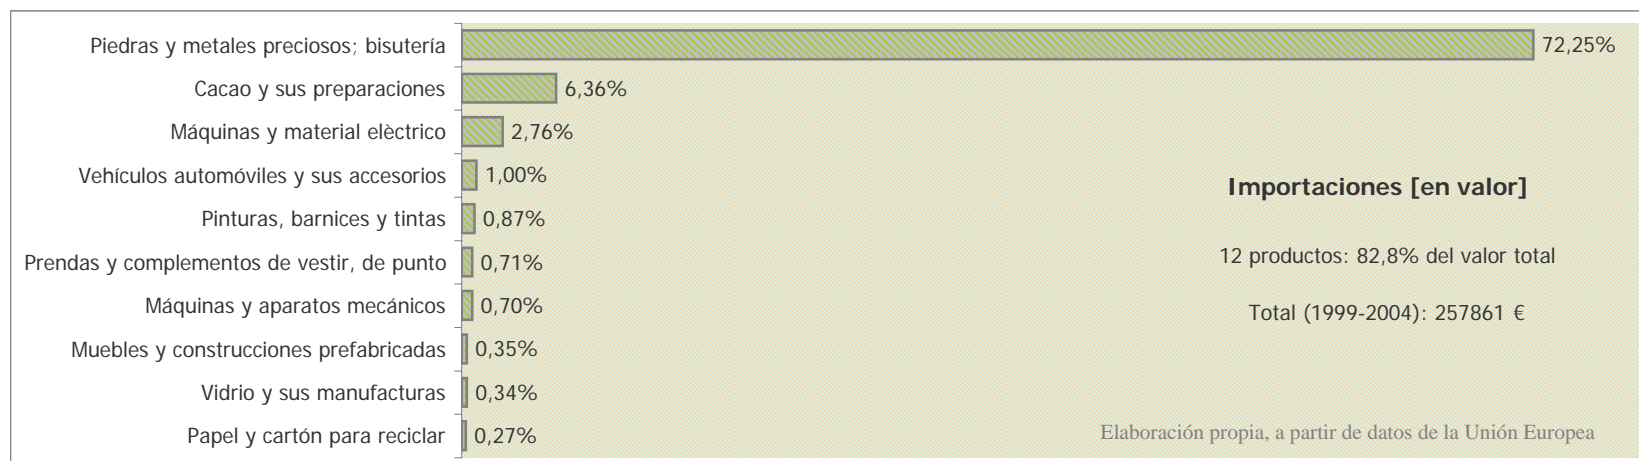 Piedras y metales preciosos; bisutería 72,25%
Cacao y sus preparaciones 6,36%
Máquinas y material elèctrico 2,76%
Vehículos automóviles y sus accesorios 1,00%
Pinturas, barnices y tintas 0,87%
Prendas y complementos de vestir, de punto 0,71%
Máquinas y aparatos mecánicos 0,70%
Muebles y construcciones prefabricadas 0,35%
Vidrio y sus manufacturas 0,34%
Papel y cartón para reciclar 0,27%
Importaciones [en valor]
12 productos: 82,8% del valor total
Total (1999-2004): 257861 €
Elaboración propia, a partir de datos de la Unión Europea